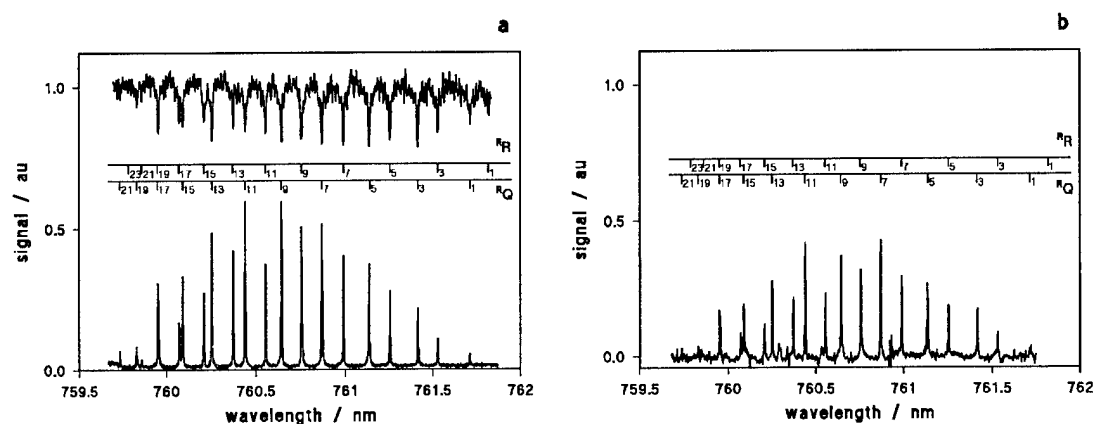 a
1.0
ᴿR
23 21 19 17 15 13 11 9 7 5 3 1
21 19 17 15 13 11 9 7 5 3 1
ᴿQ
0.5
0.0
signal / au
759.5 760 760.5 761 761.5 762
wavelength / nm
b
1.0
ᴿR
23 21 19 17 15 13 11 9 7 5 3 1
21 19 17 15 13 11 9 7 5 3 1
ᴿQ
0.5
0.0
signal / au
759.5 760 760.5 761 761.5 762
wavelength / nm